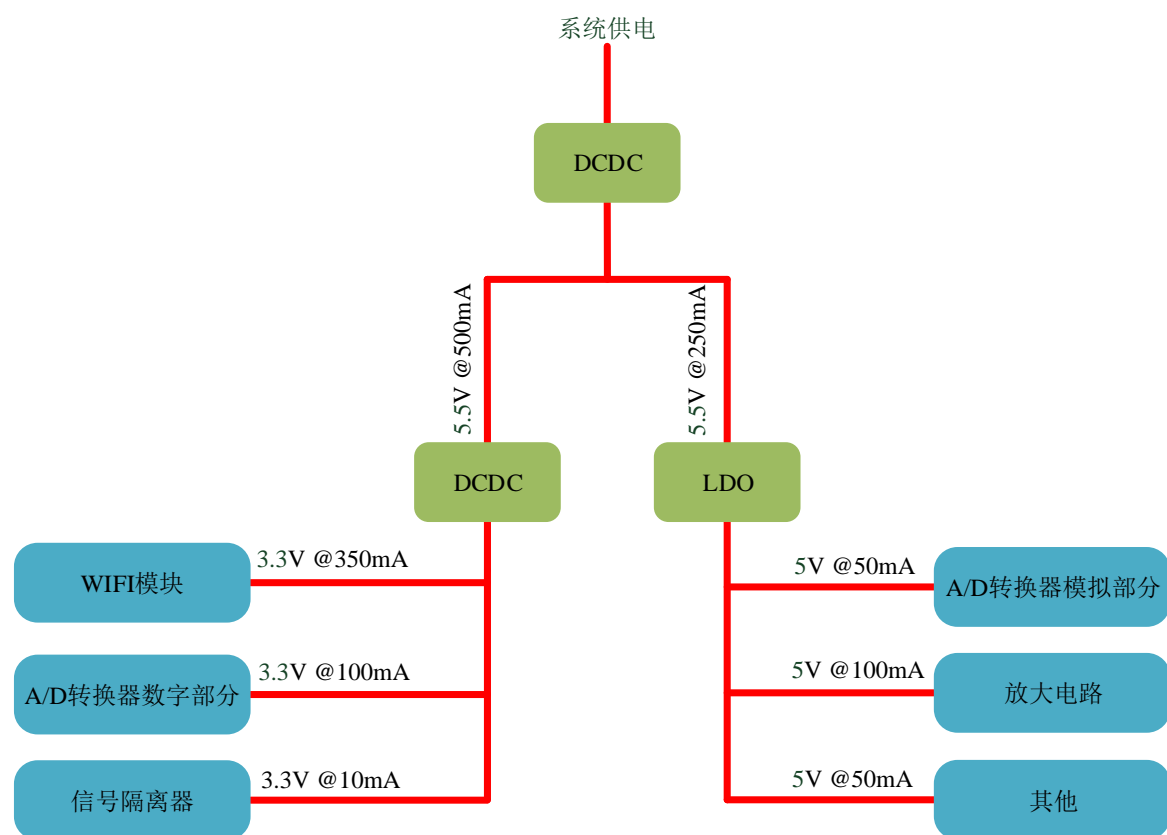 系统供电
DCDC
5.5V @500mA
5.5V @250mA
DCDC
LDO
WIFI模块
3.3V @350mA
5V @50mA
A/D转换器模拟部分
A/D转换器数字部分
3.3V @100mA
5V @100mA
放大电路
信号隔离器
3.3V @10mA
5V @50mA
其他